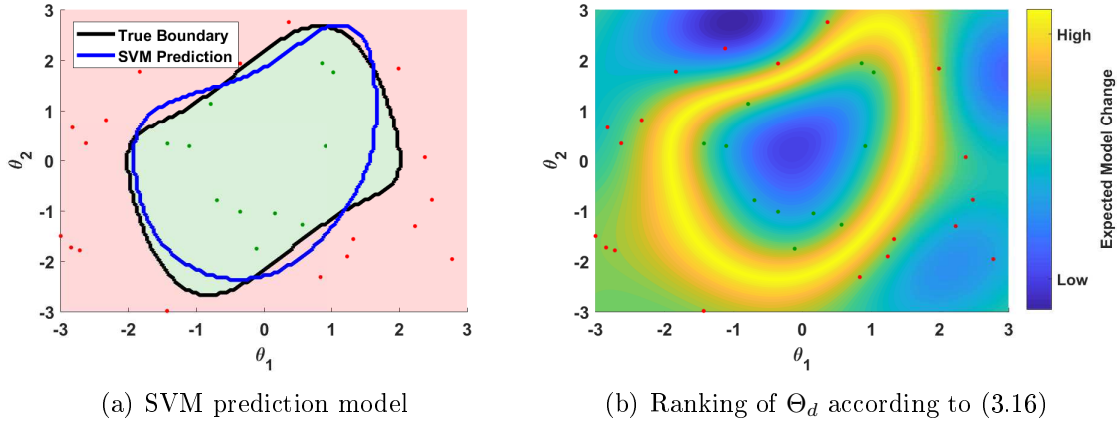 True Boundary
SVM Prediction
3
2
1
0
-1
-2
-3
θ2
-3 -2 -1 0 1 2 3
θ1
(a) SVM prediction model
3
2
1
0
-1
-2
-3
θ2
-3 -2 -1 0 1 2 3
θ1
High
Low
Expected Model Change
(b) Ranking of Θd according to (3.16)